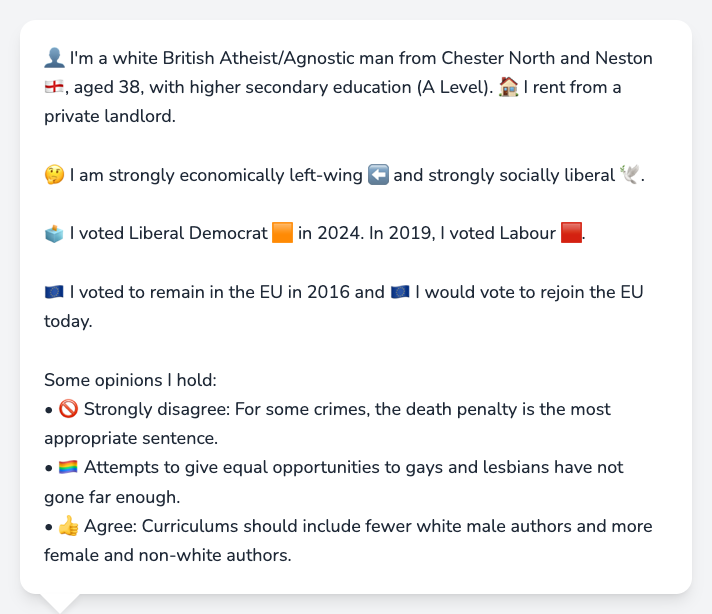 👤 I'm a white British Atheist/Agnostic man from Chester North and Neston
🏴󠁧󠁢󠁥󠁮󠁧󠁿, aged 38, with higher secondary education (A Level). 🏠 I rent from a
private landlord.
🤔 I am strongly economically left-wing ⬅️ and strongly socially liberal 🕊️.
🗳️ I voted Liberal Democrat 🟧 in 2024. In 2019, I voted Labour 🟥.
🇪🇺 I voted to remain in the EU in 2016 and 🇪🇺 I would vote to rejoin the EU
today.
Some opinions I hold:
• 🚫 Strongly disagree: For some crimes, the death penalty is the most
appropriate sentence.
• 🏳️‍🌈 Attempts to give equal opportunities to gays and lesbians have not
gone far enough.
• 👍 Agree: Curriculums should include fewer white male authors and more
female and non-white authors.